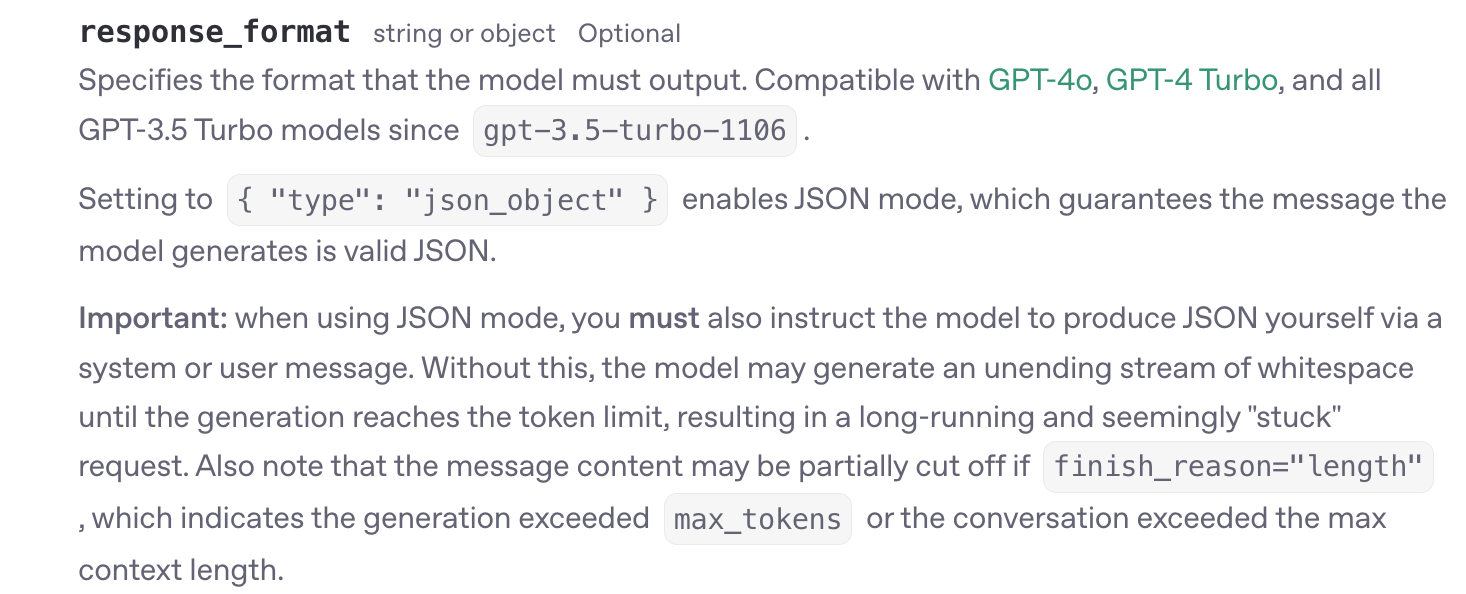 response_format string or object Optional
Specifies the format that the model must output. Compatible with GPT-4o, GPT-4 Turbo, and all
GPT-3.5 Turbo models since gpt-3.5-turbo-1106 .
Setting to { "type": "json_object" } enables JSON mode, which guarantees the message the
model generates is valid JSON.
Important: when using JSON mode, you must also instruct the model to produce JSON yourself via a
system or user message. Without this, the model may generate an unending stream of whitespace
until the generation reaches the token limit, resulting in a long-running and seemingly "stuck"
request. Also note that the message content may be partially cut off if finish_reason="length"
, which indicates the generation exceeded max_tokens or the conversation exceeded the max
context length.